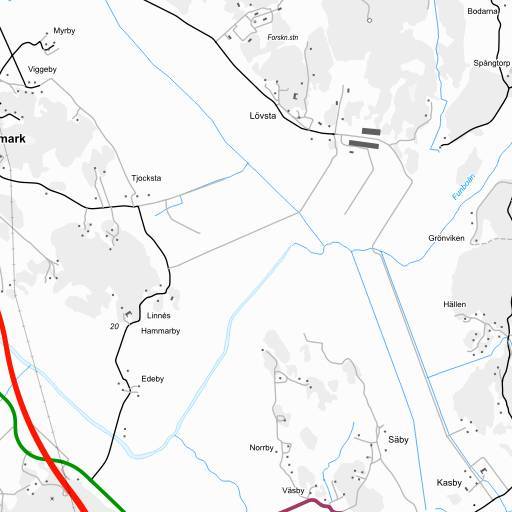 Bodarna
Myrby
Forskn.stn
Spångtorp
Viggeby
Lövsta
mark
Tjocksta
Funboån
Grönviken
Hällen
Linnés
Hammarby
20
Edeby
Säby
Norrby
Kasby
Väsby